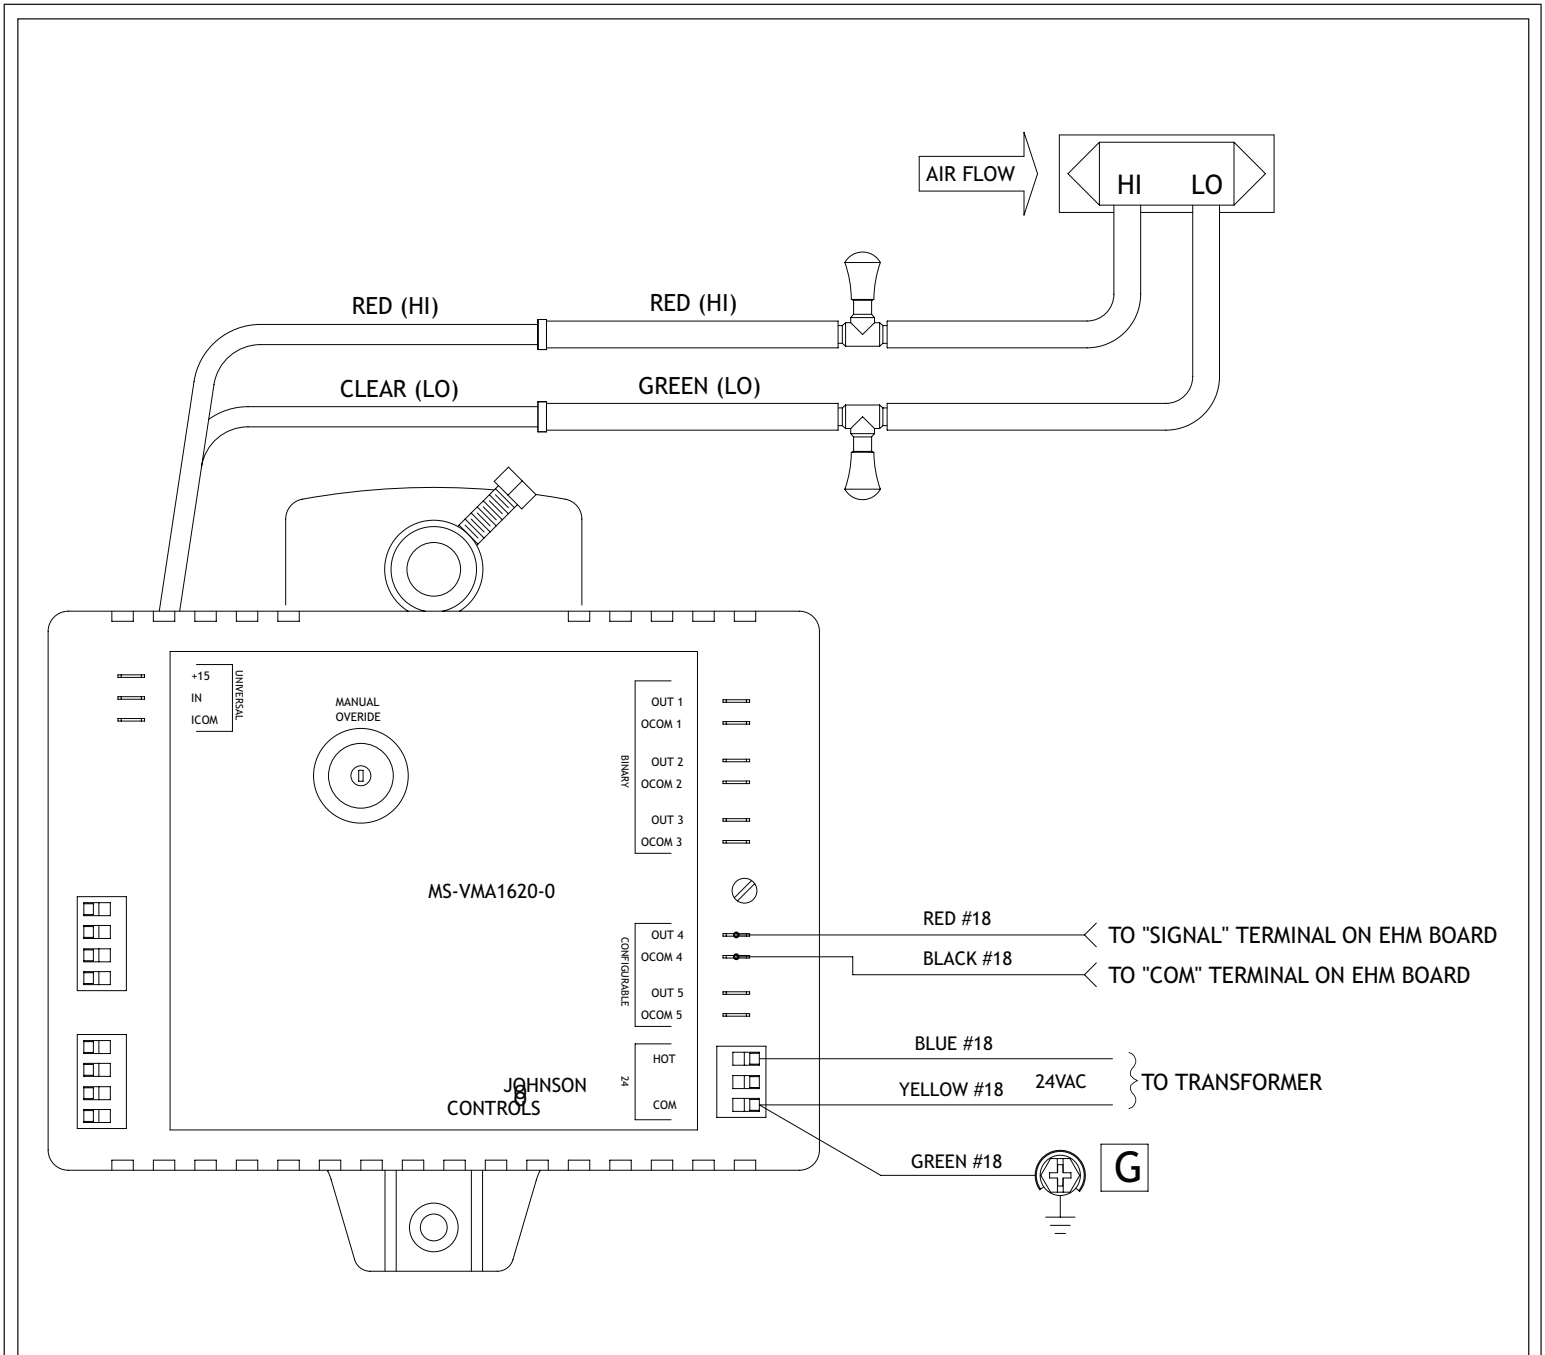 AIR FLOW
HI LO
RED (HI) RED (HI)
CLEAR (LO) GREEN (LO)
+15
IN
ICOM
UNIVERSAL
MANUAL
OVERIDE
OUT 1
OCOM 1
OUT 2
OCOM 2
OUT 3
OCOM 3
BINARY
MS-VMA1620-0
OUT 4
OCOM 4
OUT 5
OCOM 5
CONFIGURABLE
RED #18 TO "SIGNAL" TERMINAL ON EHM BOARD
BLACK #18 TO "COM" TERMINAL ON EHM BOARD
HOT
24
COM
JOHNSON
CONTROLS
BLUE #18
24VAC TO TRANSFORMER
YELLOW #18
GREEN #18
G